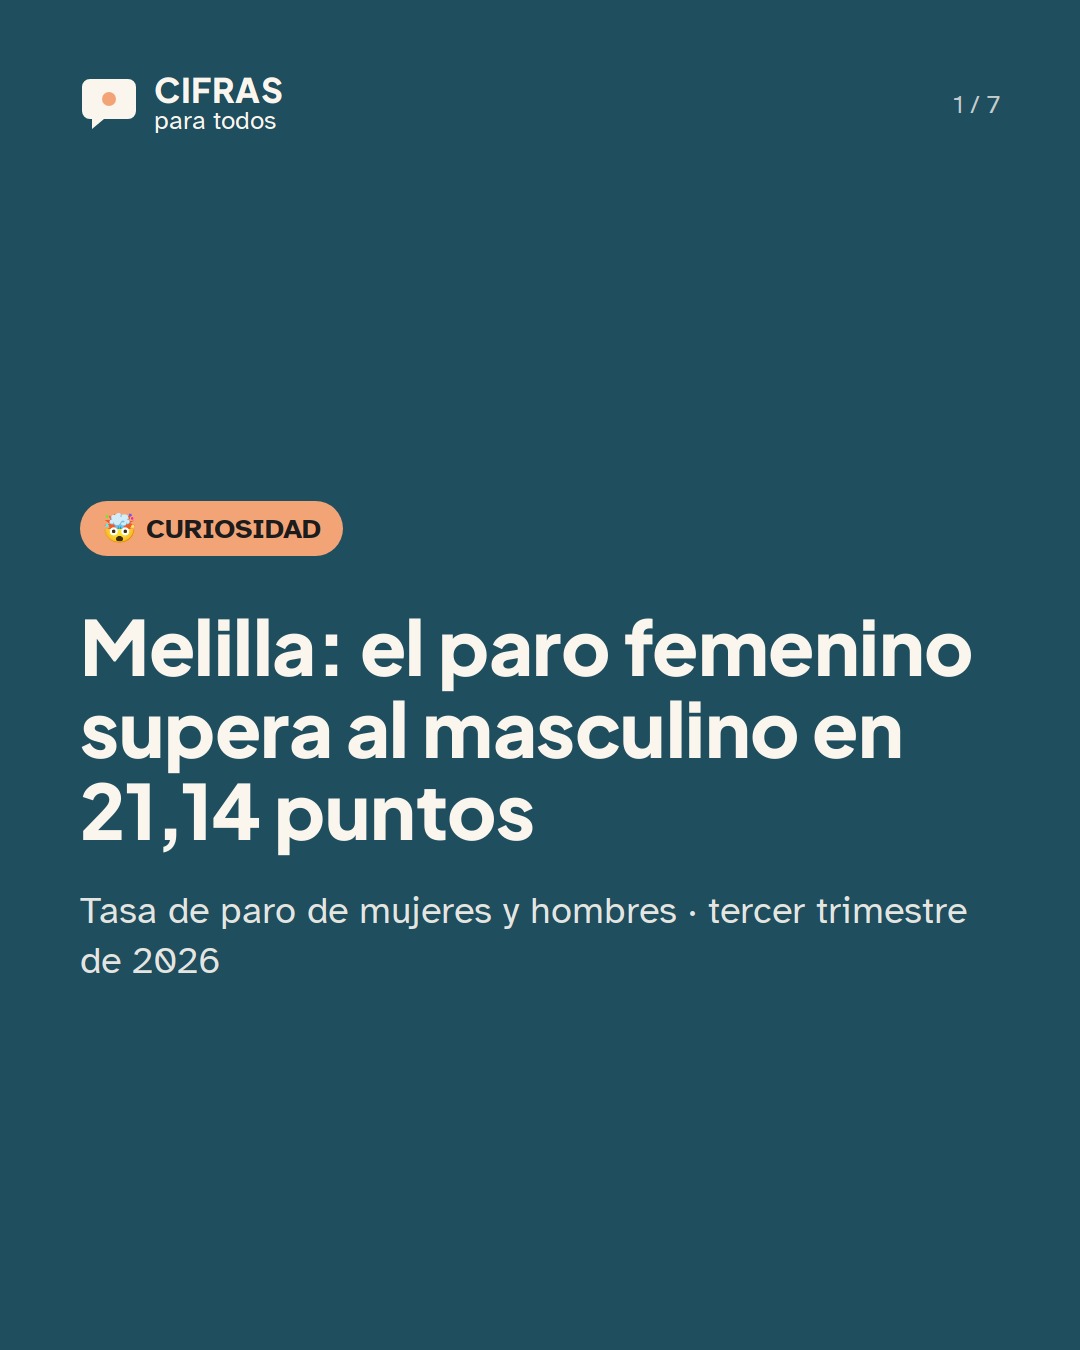 CIFRAS
para todos
1 / 7
🤯 CURIOSIDAD
Melilla: el paro femenino
supera al masculino en
21,14 puntos
Tasa de paro de mujeres y hombres · tercer trimestre
de 2026